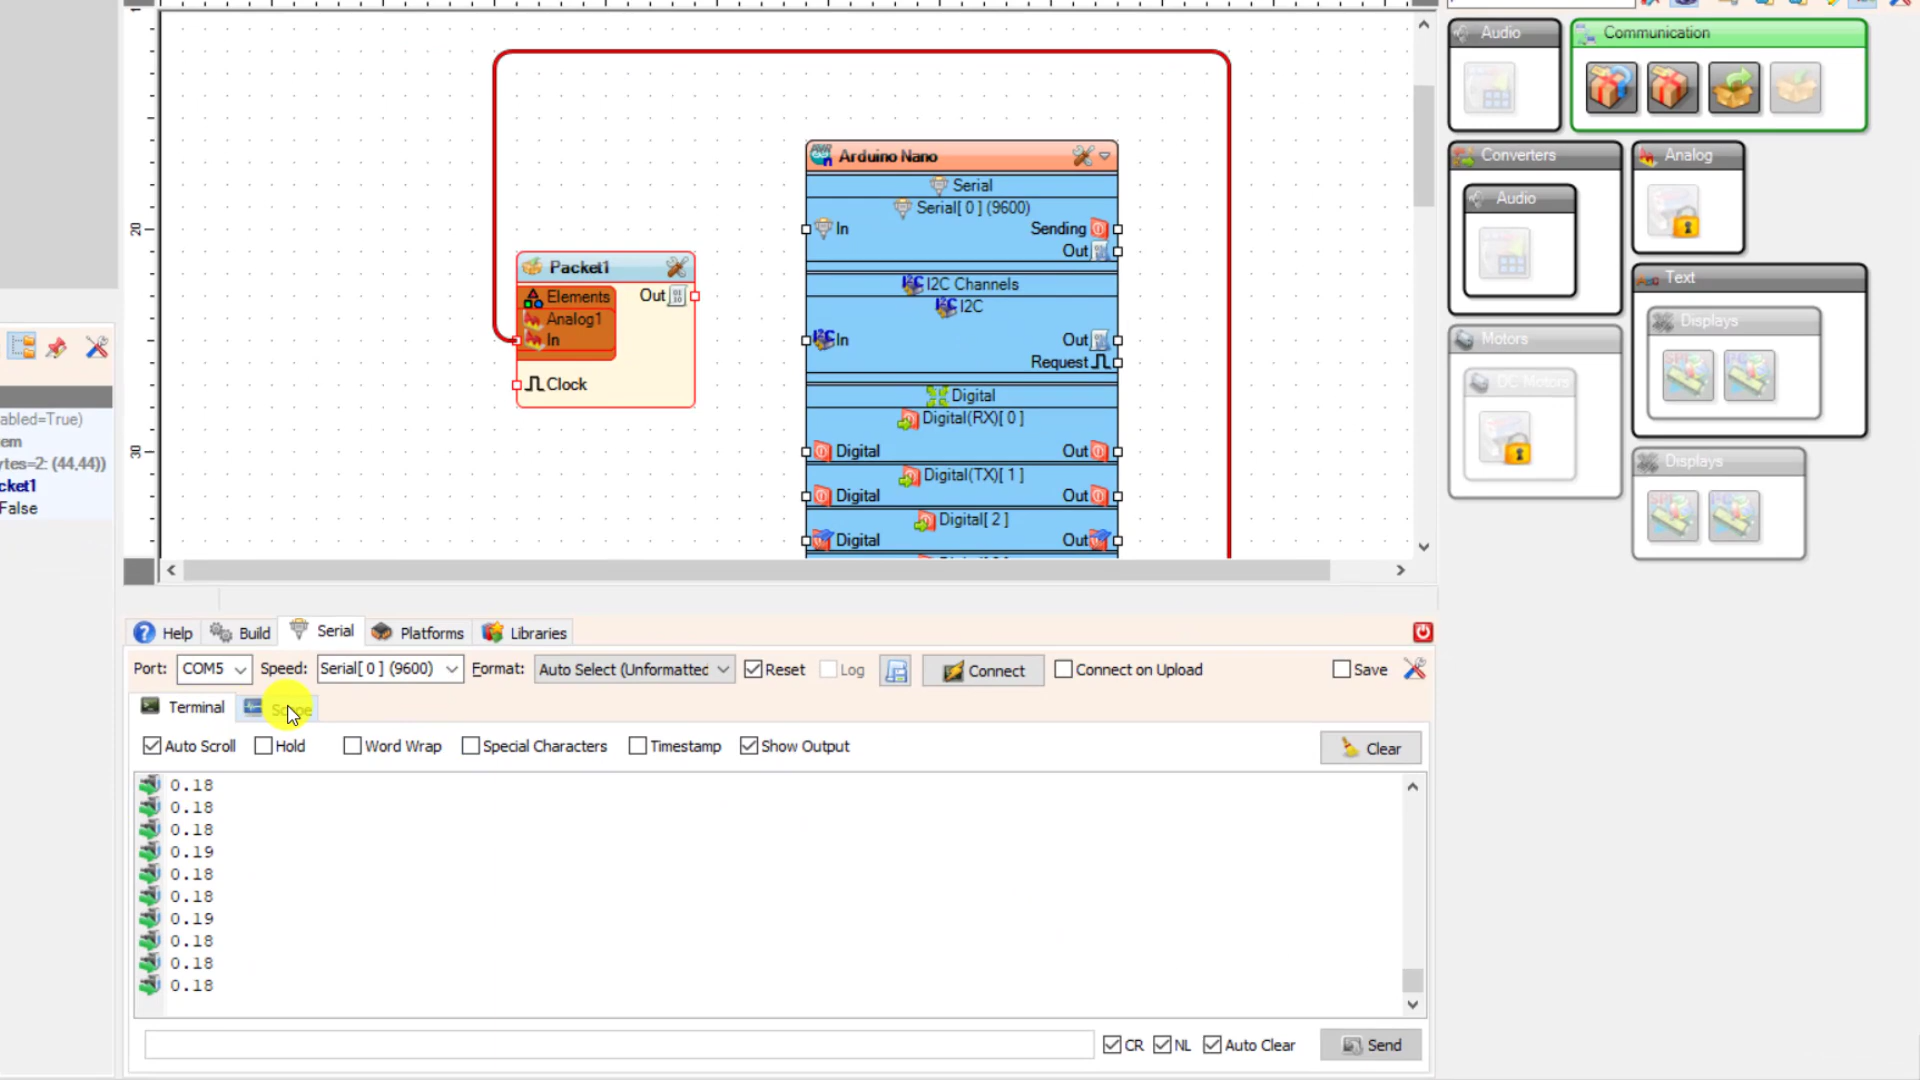 Audio
Communication
Converters
Audio
Analog
Text
Displays
Motors
DC Motors
Displays
20
30
Arduino Nano
Serial
Serial[ 0 ] (9600)
In
Sending
Out
I2C Channels
I2C
In
Out
Request
Digital
Digital(RX)[ 0 ]
Digital
Out
Digital(TX)[ 1 ]
Digital
Out
Digital[ 2 ]
Digital
Out
Packet1
Elements
Out
Analog1
In
Clock
abled=True)
em
ytes=2: (44,44))
cket1
False
Help
Build
Serial
Platforms
Libraries
Port:
COM5
Speed:
Serial[ 0 ] (9600)
Format:
Auto Select (Unformatted
Reset
Log
Connect
Connect on Upload
Save
Terminal
Scope
Auto Scroll
Hold
Word Wrap
Special Characters
Timestamp
Show Output
Clear
0.18
0.18
0.18
0.19
0.18
0.18
0.19
0.18
0.18
0.18
CR
NL
Auto Clear
Send